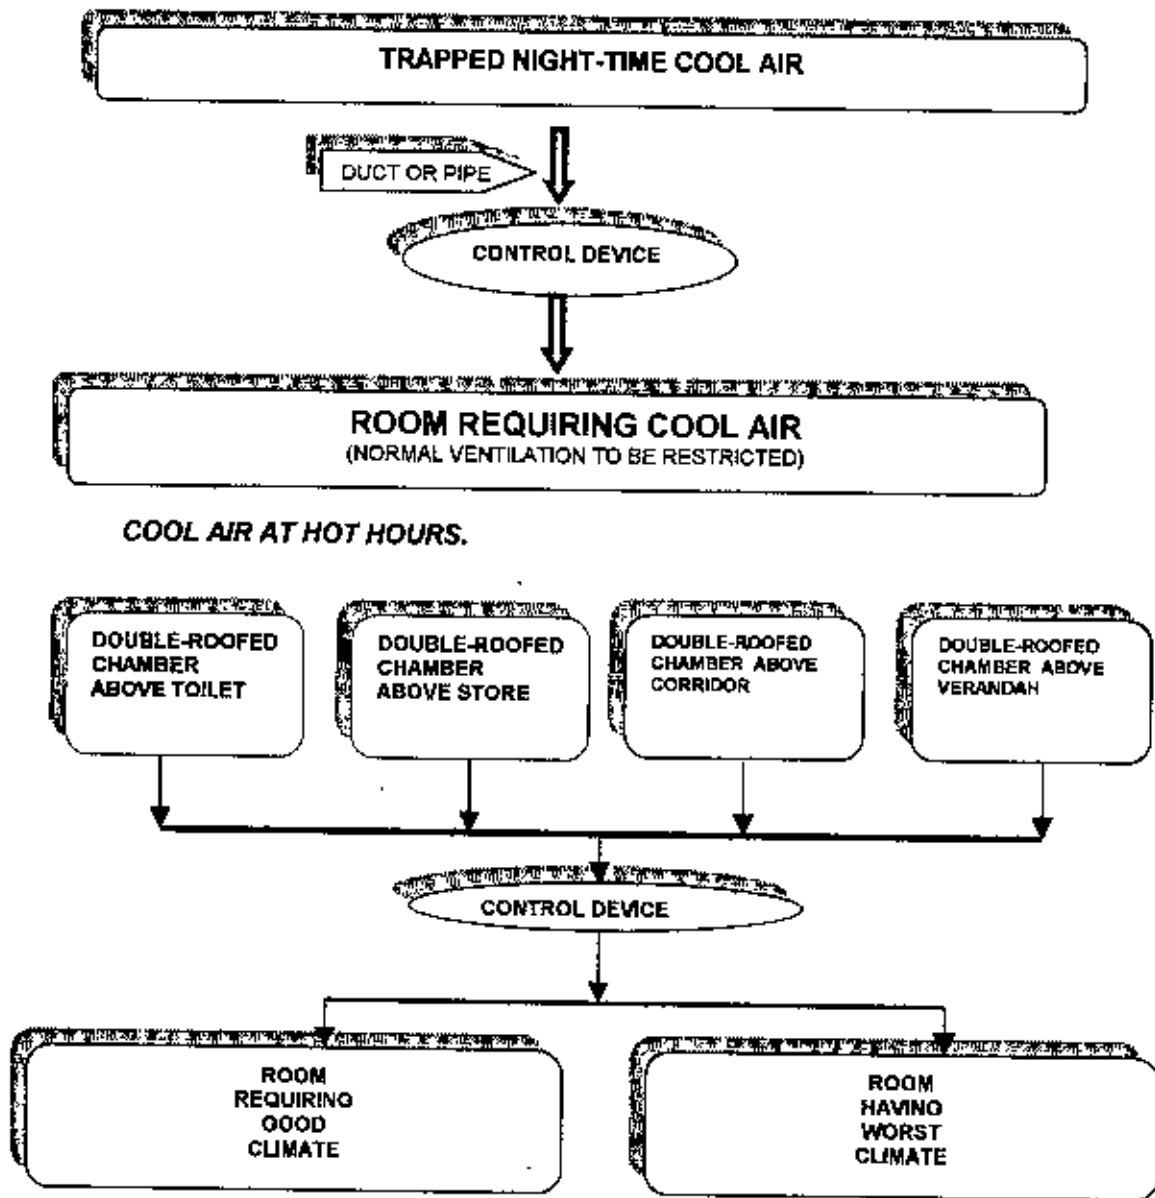 TRAPPED NIGHT-TIME COOL AIR
DUCT OR PIPE
CONTROL DEVICE
ROOM REQUIRING COOL AIR
(NORMAL VENTILATION TO BE RESTRICTED)
COOL AIR AT HOT HOURS.
DOUBLE-ROOFED
CHAMBER
ABOVE TOILET
DOUBLE-ROOFED
CHAMBER
ABOVE STORE
DOUBLE-ROOFED
CHAMBER ABOVE
CORRIDOR
DOUBLE-ROOFED
CHAMBER ABOVE
VERANDAH
CONTROL DEVICE
ROOM
REQUIRING
GOOD
CLIMATE
ROOM
HAVING
WORST
CLIMATE